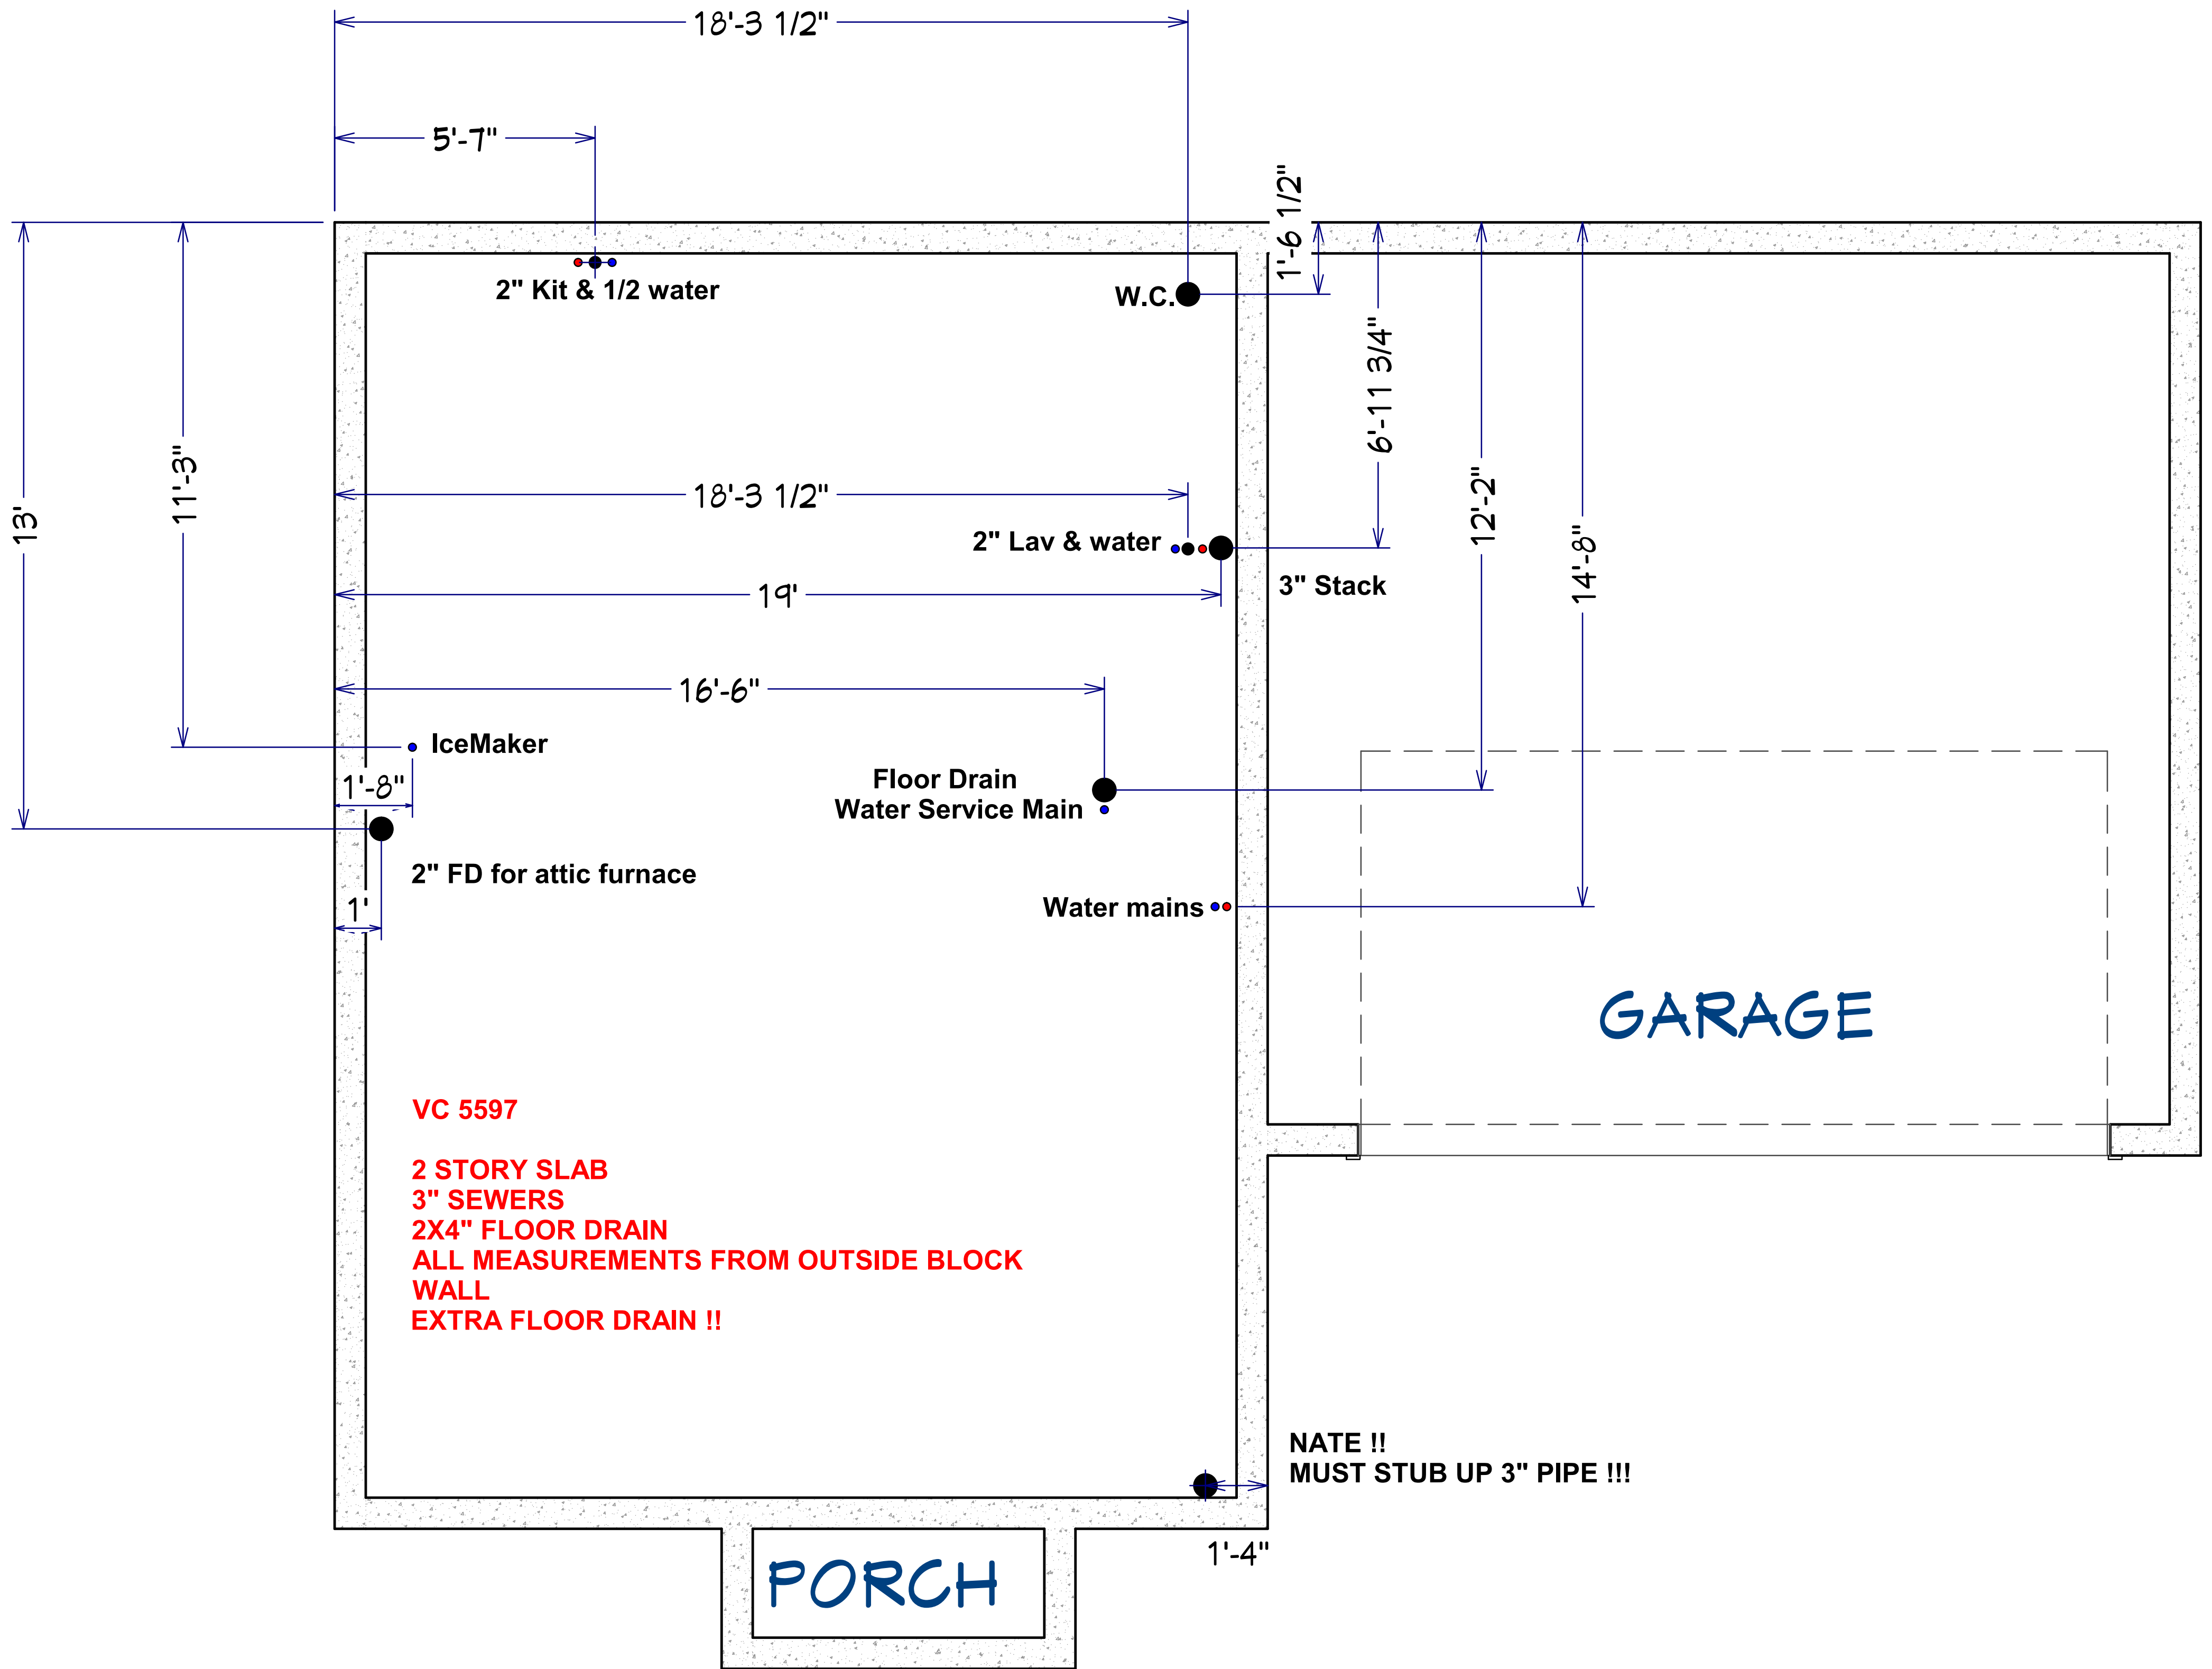 18'-3 1/2"
5'-7"
1'-6 1/2"
2" Kit & 1/2 water
W.C.
6'-11 3/4"
11'-3"
13'
18'-3 1/2"
12'-2"
2" Lav & water
14'-8"
3" Stack
19'
16'-6"
IceMaker
1'-8"
Floor Drain
Water Service Main
2" FD for attic furnace
1'
Water mains
GARAGE
VC 5597
2 STORY SLAB
3" SEWERS
2X4" FLOOR DRAIN
ALL MEASUREMENTS FROM OUTSIDE BLOCK
WALL
EXTRA FLOOR DRAIN !!
NATE !!
MUST STUB UP 3" PIPE !!!
1'-4"
PORCH